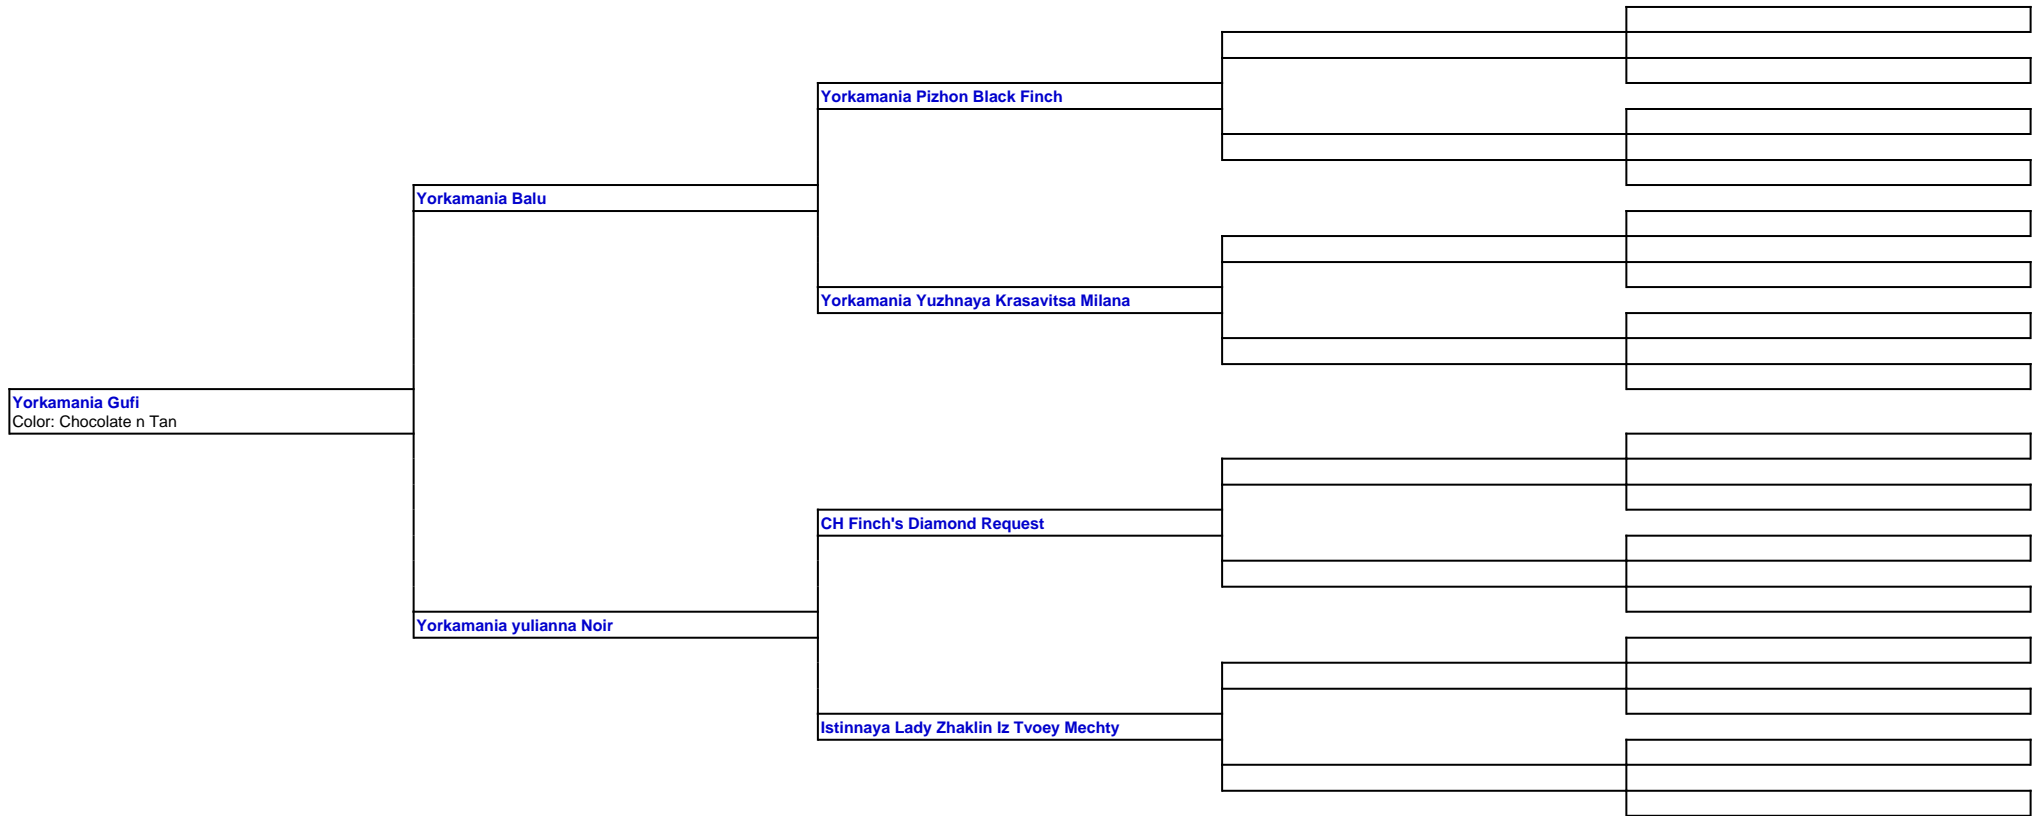 Yorkamania Pizhon Black Finch
Yorkamania Balu
Yorkamania Yuzhnaya Krasavitsa Milana
Yorkamania Gufi
Color: Chocolate n Tan
CH Finch's Diamond Request
Yorkamania yulianna Noir
Istinnaya Lady Zhaklin Iz Tvoey Mechty